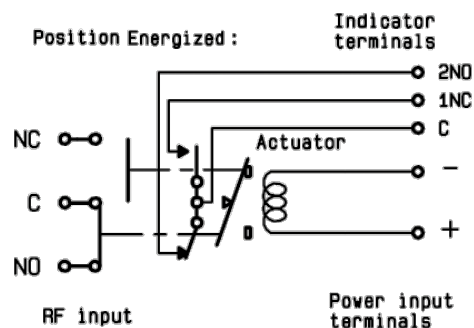 Position Energized :
Indicator
terminals
2NO
1NC
C
Actuator
NC
C
NO
-
+
RF input
Power input
terminals